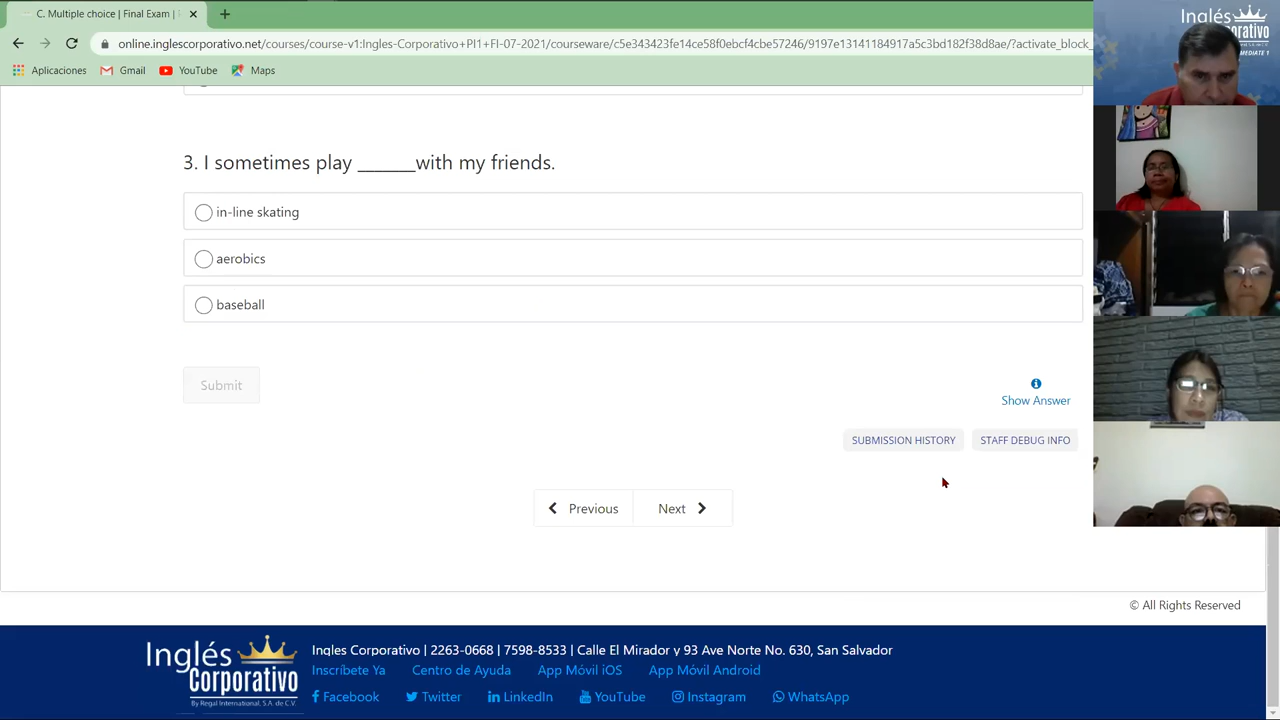 C. Multiple choice | Final Exam |
online.inglescorporativo.net/courses/course-v1:Ingles-Corporativo+PI1+FI-07-2021/courseware/c5e343423fe14ce58f0ebcf4cbe57246/9197e13141184917a5c3bd182f38d8ae/?activate_block_
Aplicaciones
Gmail
YouTube
Maps
Inglés
3. I sometimes play ______with my friends.
in-line skating
aerobics
baseball
Submit
Show Answer
SUBMISSION HISTORY
STAFF DEBUG INFO
Previous
Next
© All Rights Reserved
Inglés
Corporativo
By Regal International, S.A. de C.V.
Ingles Corporativo | 2263-0668 | 7598-8533 | Calle El Mirador y 93 Ave Norte No. 630, San Salvador
Inscríbete Ya Centro de Ayuda App Móvil iOS App Móvil Android
Facebook Twitter LinkedIn YouTube Instagram WhatsApp